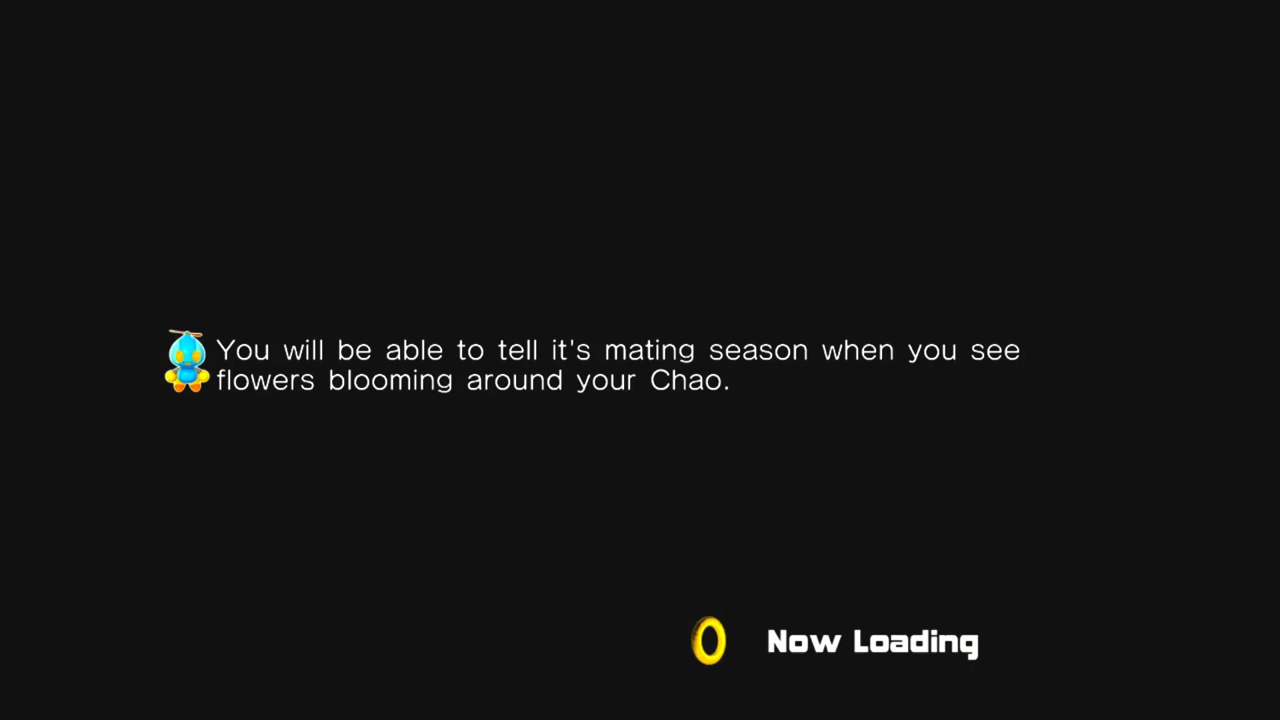 You will be able to tell it's mating season when you see
flowers blooming around your Chao.
Now Loading